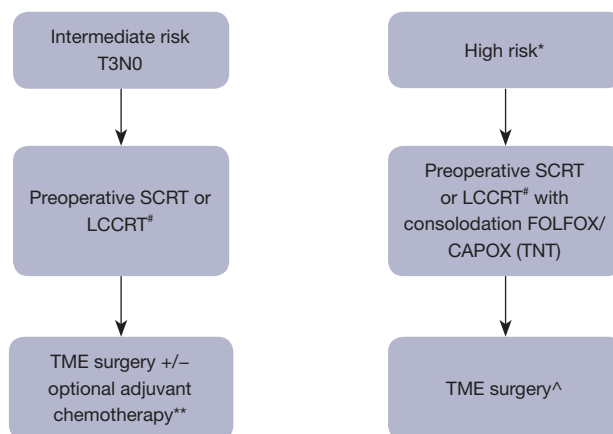 Intermediate risk
T3N0
Preoperative SCRT or
LCCRT#
TME surgery +/–
optional adjuvant
chemotherapy**
High risk*
Preoperative SCRT
or LCCRT# with
consolodation FOLFOX/
CAPOX (TNT)
TME surgery^